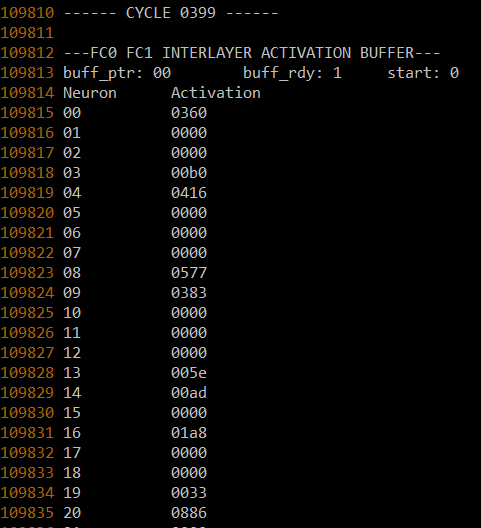 109810 ------ CYCLE 0399 ------
109811
109812 ---FC0 FC1 INTERLAYER ACTIVATION BUFFER---
109813 buff_ptr: 00        buff_rdy: 1     start: 0
109814 Neuron      Activation
109815 00          0360
109816 01          0000
109817 02          0000
109818 03          00b0
109819 04          0416
109820 05          0000
109821 06          0000
109822 07          0000
109823 08          0577
109824 09          0383
109825 10          0000
109826 11          0000
109827 12          0000
109828 13          005e
109829 14          00ad
109830 15          0000
109831 16          01a8
109832 17          0000
109833 18          0000
109834 19          0033
109835 20          0886